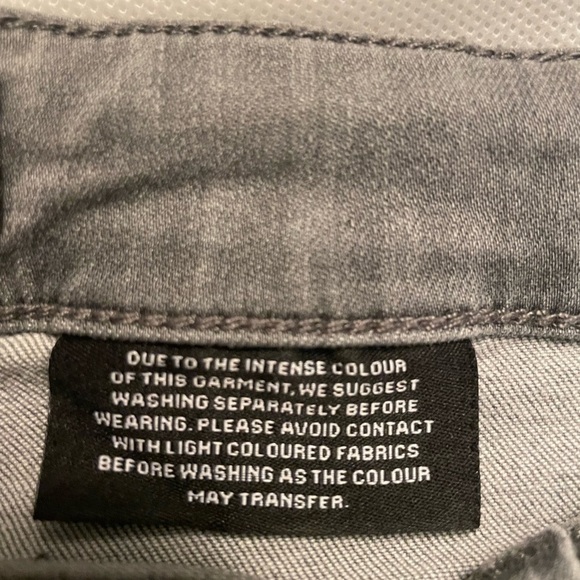 DUE TO THE INTENSE COLOUR
OF THIS GARMENT, WE SUGGEST
WASHING SEPARATELY BEFORE
WEARING. PLEASE AVOID CONTACT
WITH LIGHT COLOURED FABRICS
BEFORE WASHING AS THE COLOUR
MAY TRANSFER.